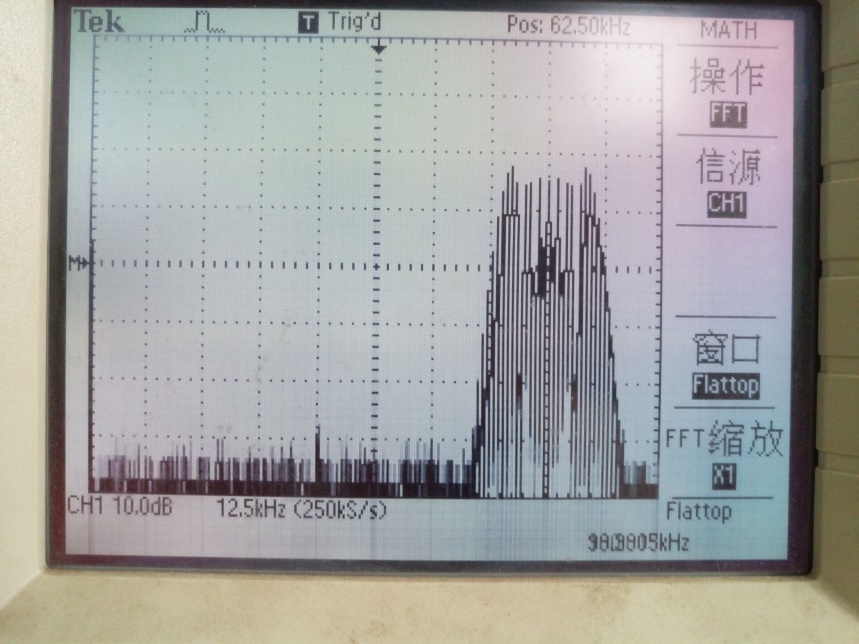 Tek T Trig'd Pos: 62.50kHz MATH
操作
FFT
信源
CH1
M
窗口
Flattop
FFT缩放
X1
CH1 10.0dB 12.5kHz (250kS/s) Flattop